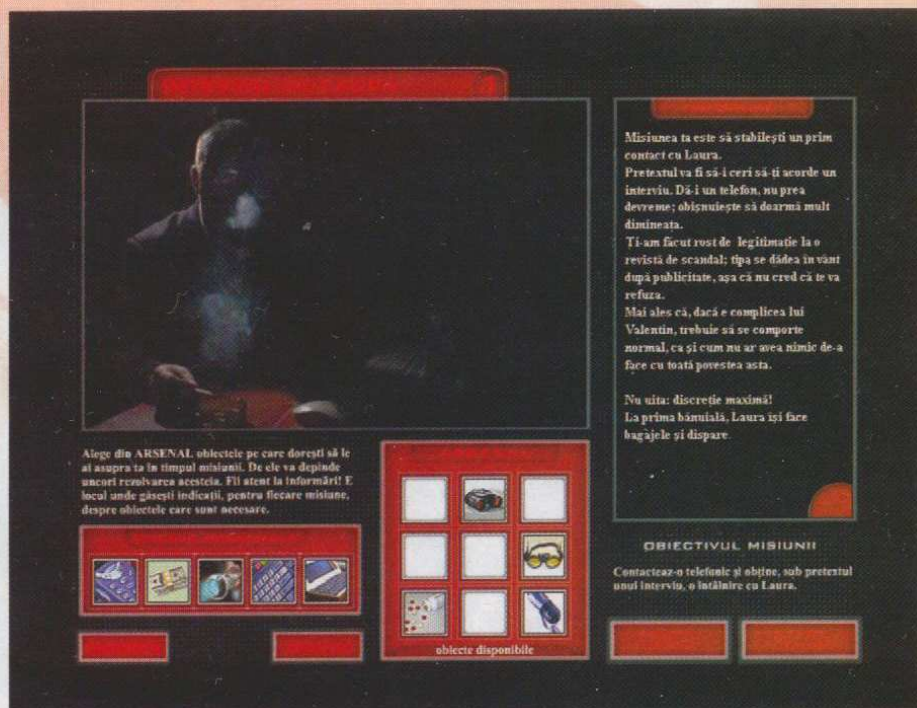 Misiunea ta este să stabilești un prim
contact cu Laura.
Pretextul va fi să-i ceri să-ți acorde un
interviu. Dă-i un telefon, nu prea
devreme; obișnuiește să doarmă mult
dimineața.
Ți-am făcut rost de legitimație la o
revistă de scandal; tipa se dădea în vânt
după publicitate, așa că nu cred că te va
refuza.
Mai ales că, dacă e complicea lui
Valentin, trebuie să se comporte
normal, ca și cum nu ar avea nimic de-a
face cu toată povestea asta.
Nu uita: discreție maximă!
La prima bănuială, Laura își face
bagajele și dispare.
Alege din ARSENAL obiectele pe care dorești să le
ai asupra ta în timpul misiunii. De ele va depinde
uneori rezolvarea acesteia. Fii atent la informări! E
locul unde găsești indicații, pentru fiecare misiune,
despre obiectele care sunt necesare.
obiecte disponibile
OBIECTIVUL MISIUNII
Contacteaz-o telefonic și obține, sub pretextul
unui interviu, o întâlnire cu Laura.